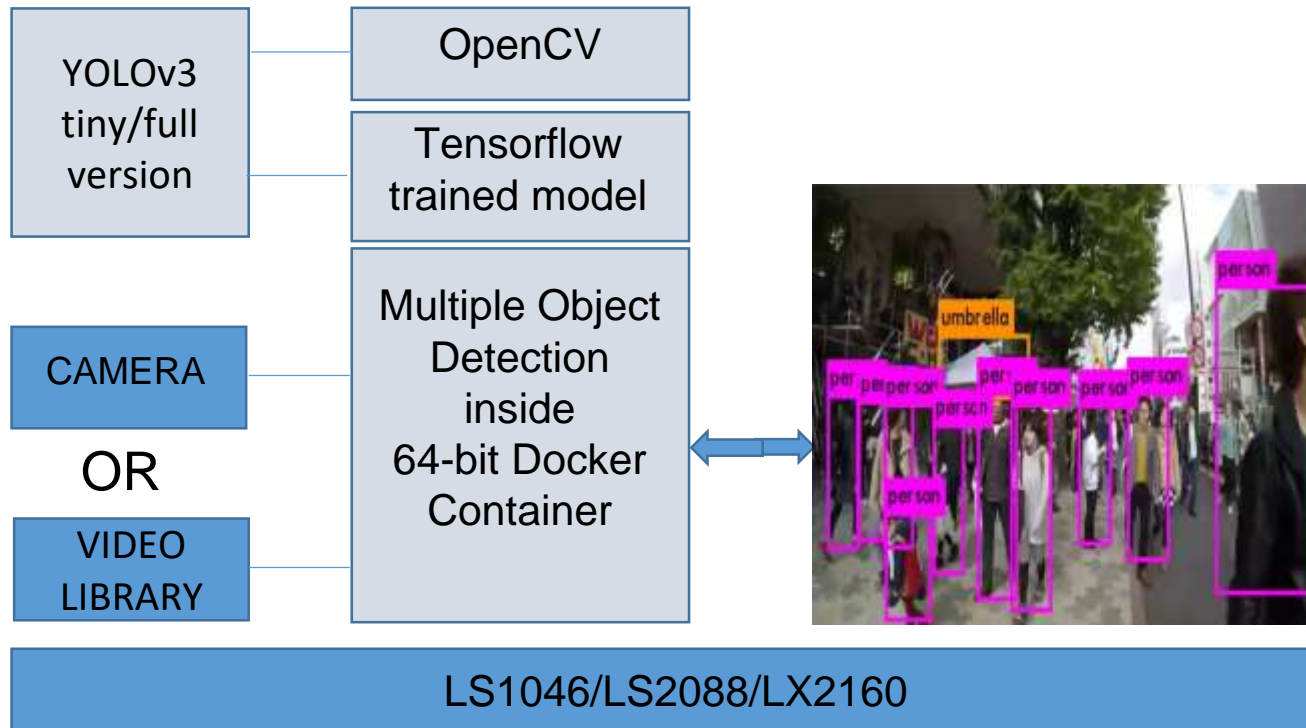 YOLOv3
tiny/full
version
OpenCV
Tensorflow
trained model
CAMERA
OR
VIDEO
LIBRARY
Multiple Object
Detection
inside
64-bit Docker
Container
person
umbrella
person
person
person
person
person
person
person
LS1046/LS2088/LX2160